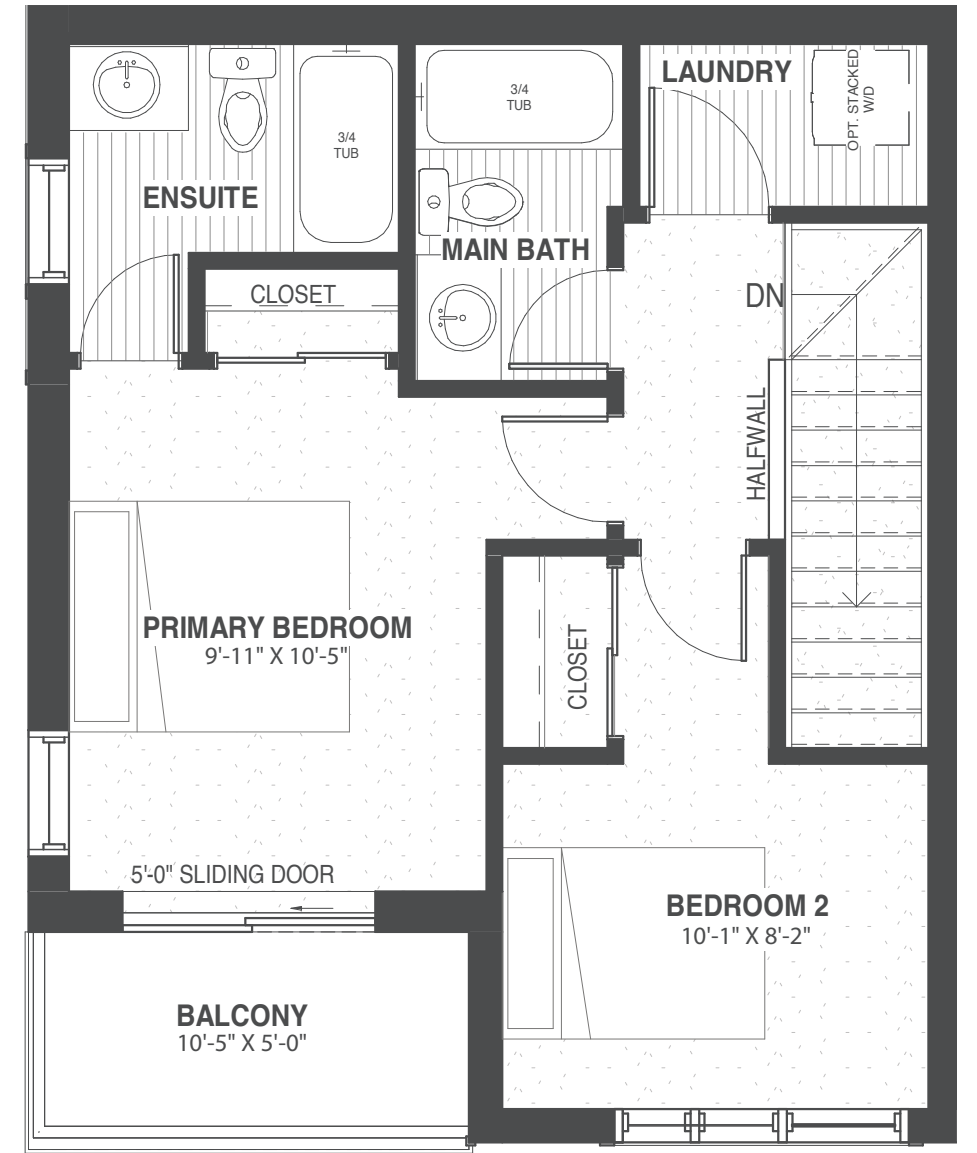 LAUNDRY
OPT. STACKED
W/D
3/4
TUB
3/4
TUB
ENSUITE
MAIN BATH
CLOSET
DN
HALFWALL
PRIMARY BEDROOM
9'-11" X 10'-5"
CLOSET
5'-0" SLIDING DOOR
BEDROOM 2
10'-1" X 8'-2"
BALCONY
10'-5" X 5'-0"